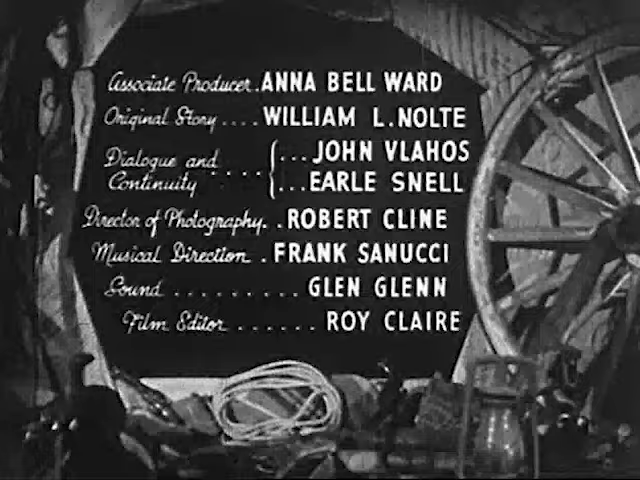 Associate Producer. ANNA BELL WARD
Original Story .... WILLIAM L. NOLTE
Dialogue and Continuity .... { ... JOHN VLAHOS
... EARLE SNELL
Director of Photography. . ROBERT CLINE
Musical Direction . FRANK SANUCCI
Sound ......... GLEN GLENN
Film Editor ...... ROY CLAIRE